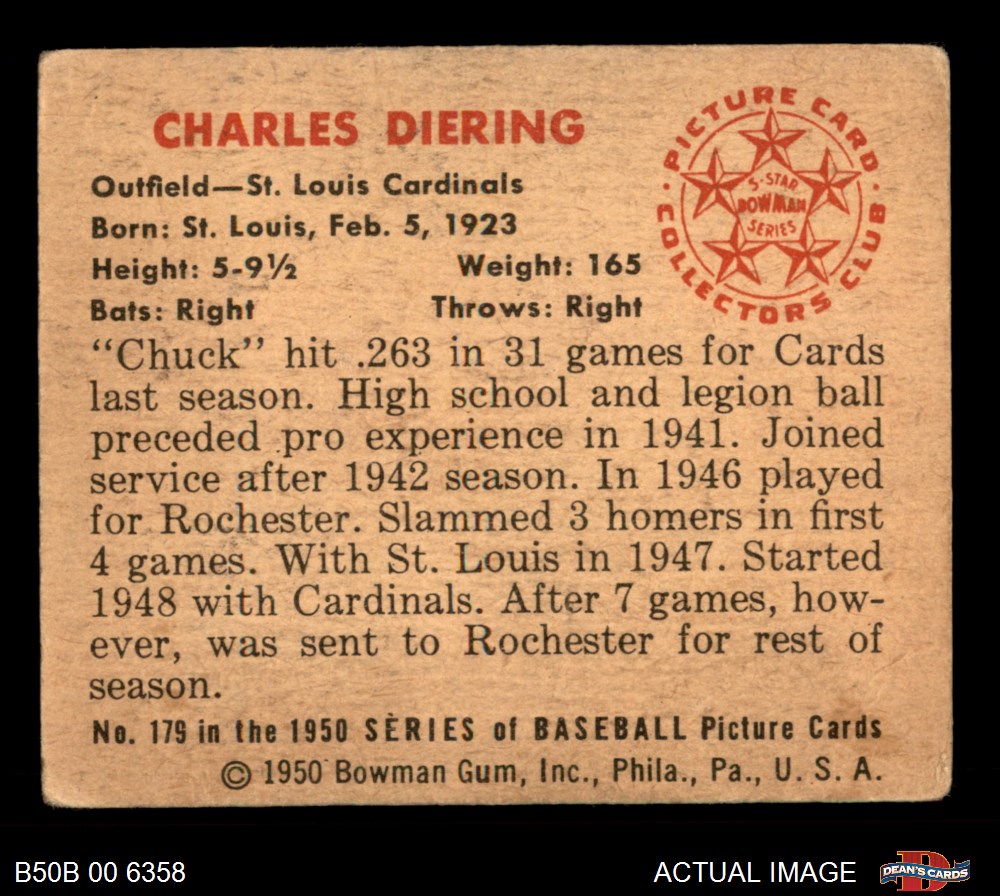 CHARLES DIERING
Outfield—St. Louis Cardinals
Born: St. Louis, Feb. 5, 1923
Height: 5-9½ Weight: 165
Bats: Right Throws: Right
PICTURE CARD
COLLECTORS CLUB
5-STAR
BOWMAN
SERIES
“Chuck” hit .263 in 31 games for Cards
last season. High school and legion ball
preceded pro experience in 1941. Joined
service after 1942 season. In 1946 played
for Rochester. Slammed 3 homers in first
4 games. With St. Louis in 1947. Started
1948 with Cardinals. After 7 games, how-
ever, was sent to Rochester for rest of
season.
No. 179 in the 1950 SERIES of BASEBALL Picture Cards
© 1950 Bowman Gum, Inc., Phila., Pa., U. S. A.
B50B 00 6358
ACTUAL IMAGE
D
DEAN'S CARDS